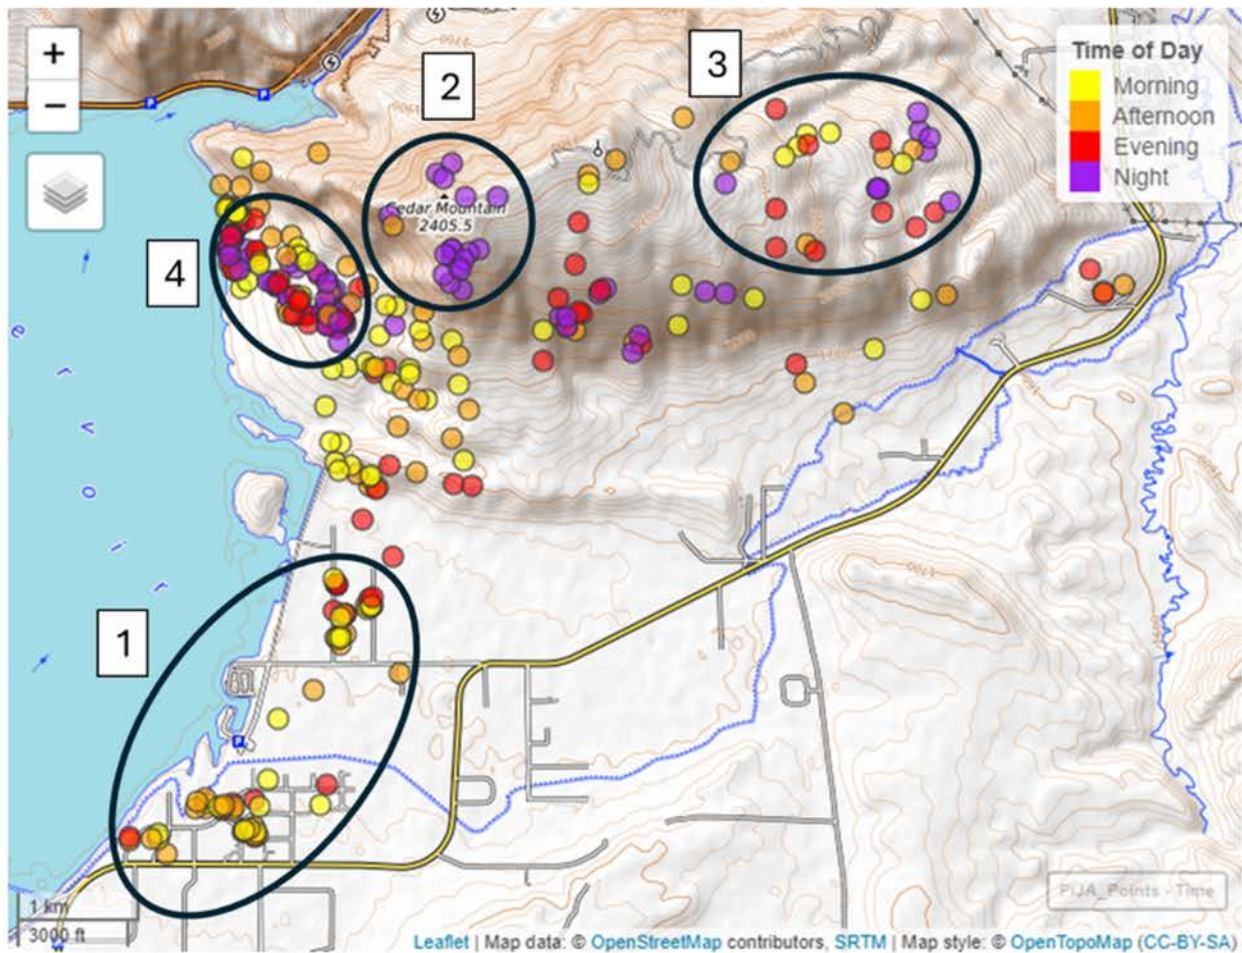 +
−
2
3
Time of Day
Morning
Afternoon
Evening
Night
Cedar Mountain
2405.5
4
e r v o i r
1700
1
1 km
3000 ft
PIJA_Points - Time
Leaflet | Map data: © OpenStreetMap contributors, SRTM | Map style: © OpenTopoMap (CC-BY-SA)